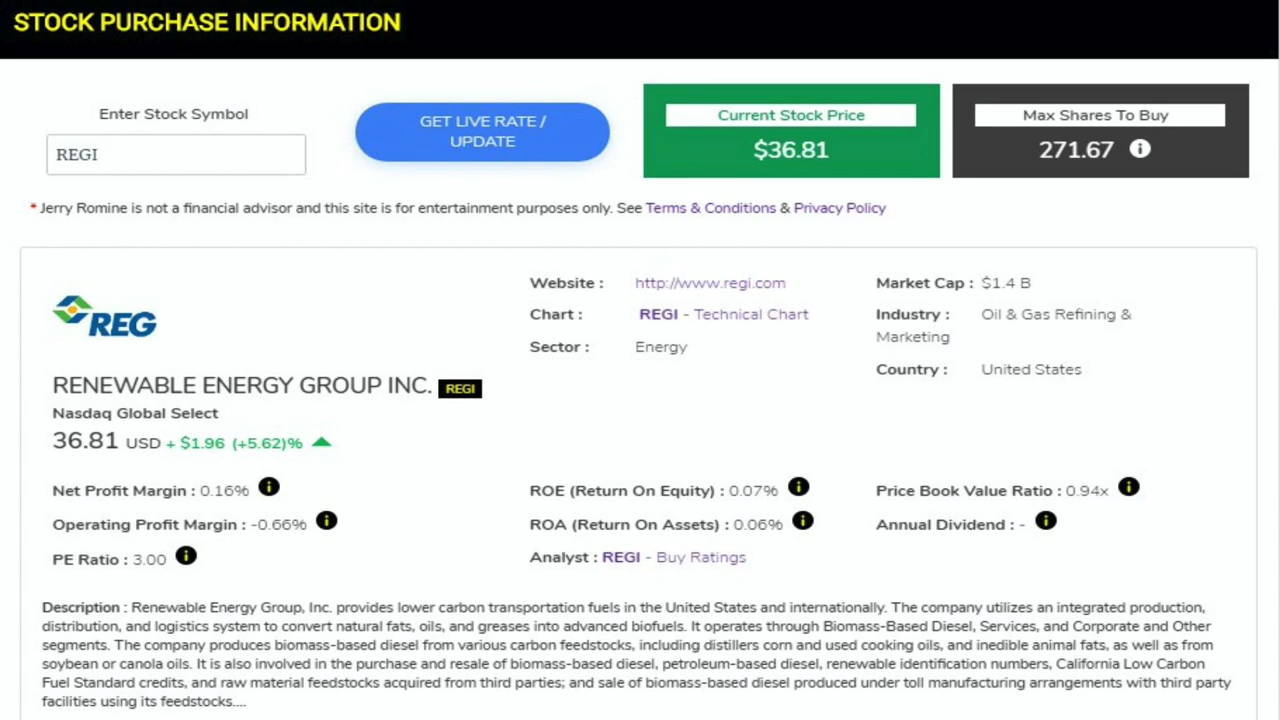 STOCK PURCHASE INFORMATION
Enter Stock Symbol
REGI
GET LIVE RATE /
UPDATE
Current Stock Price
$36.81
Max Shares To Buy
271.67
* Jerry Romine is not a financial advisor and this site is for entertainment purposes only. See Terms & Conditions & Privacy Policy
REG
RENEWABLE ENERGY GROUP INC. REGI
Nasdaq Global Select
36.81 USD + $1.96 (+5.62)%
Website : http://www.regi.com
Chart : REGI - Technical Chart
Sector : Energy
Market Cap : $1.4 B
Industry : Oil & Gas Refining &
Marketing
Country : United States
Net Profit Margin : 0.16%
Operating Profit Margin : -0.66%
PE Ratio : 3.00
ROE (Return On Equity) : 0.07%
ROA (Return On Assets) : 0.06%
Analyst : REGI - Buy Ratings
Price Book Value Ratio : 0.94x
Annual Dividend : -
Description : Renewable Energy Group, Inc. provides lower carbon transportation fuels in the United States and internationally. The company utilizes an integrated production,
distribution, and logistics system to convert natural fats, oils, and greases into advanced biofuels. It operates through Biomass-Based Diesel, Services, and Corporate and Other
segments. The company produces biomass-based diesel from various carbon feedstocks, including distillers corn and used cooking oils, and inedible animal fats, as well as from
soybean or canola oils. It is also involved in the purchase and resale of biomass-based diesel, petroleum-based diesel, renewable identification numbers, California Low Carbon
Fuel Standard credits, and raw material feedstocks acquired from third parties; and sale of biomass-based diesel produced under toll manufacturing arrangements with third party
facilities using its feedstocks....